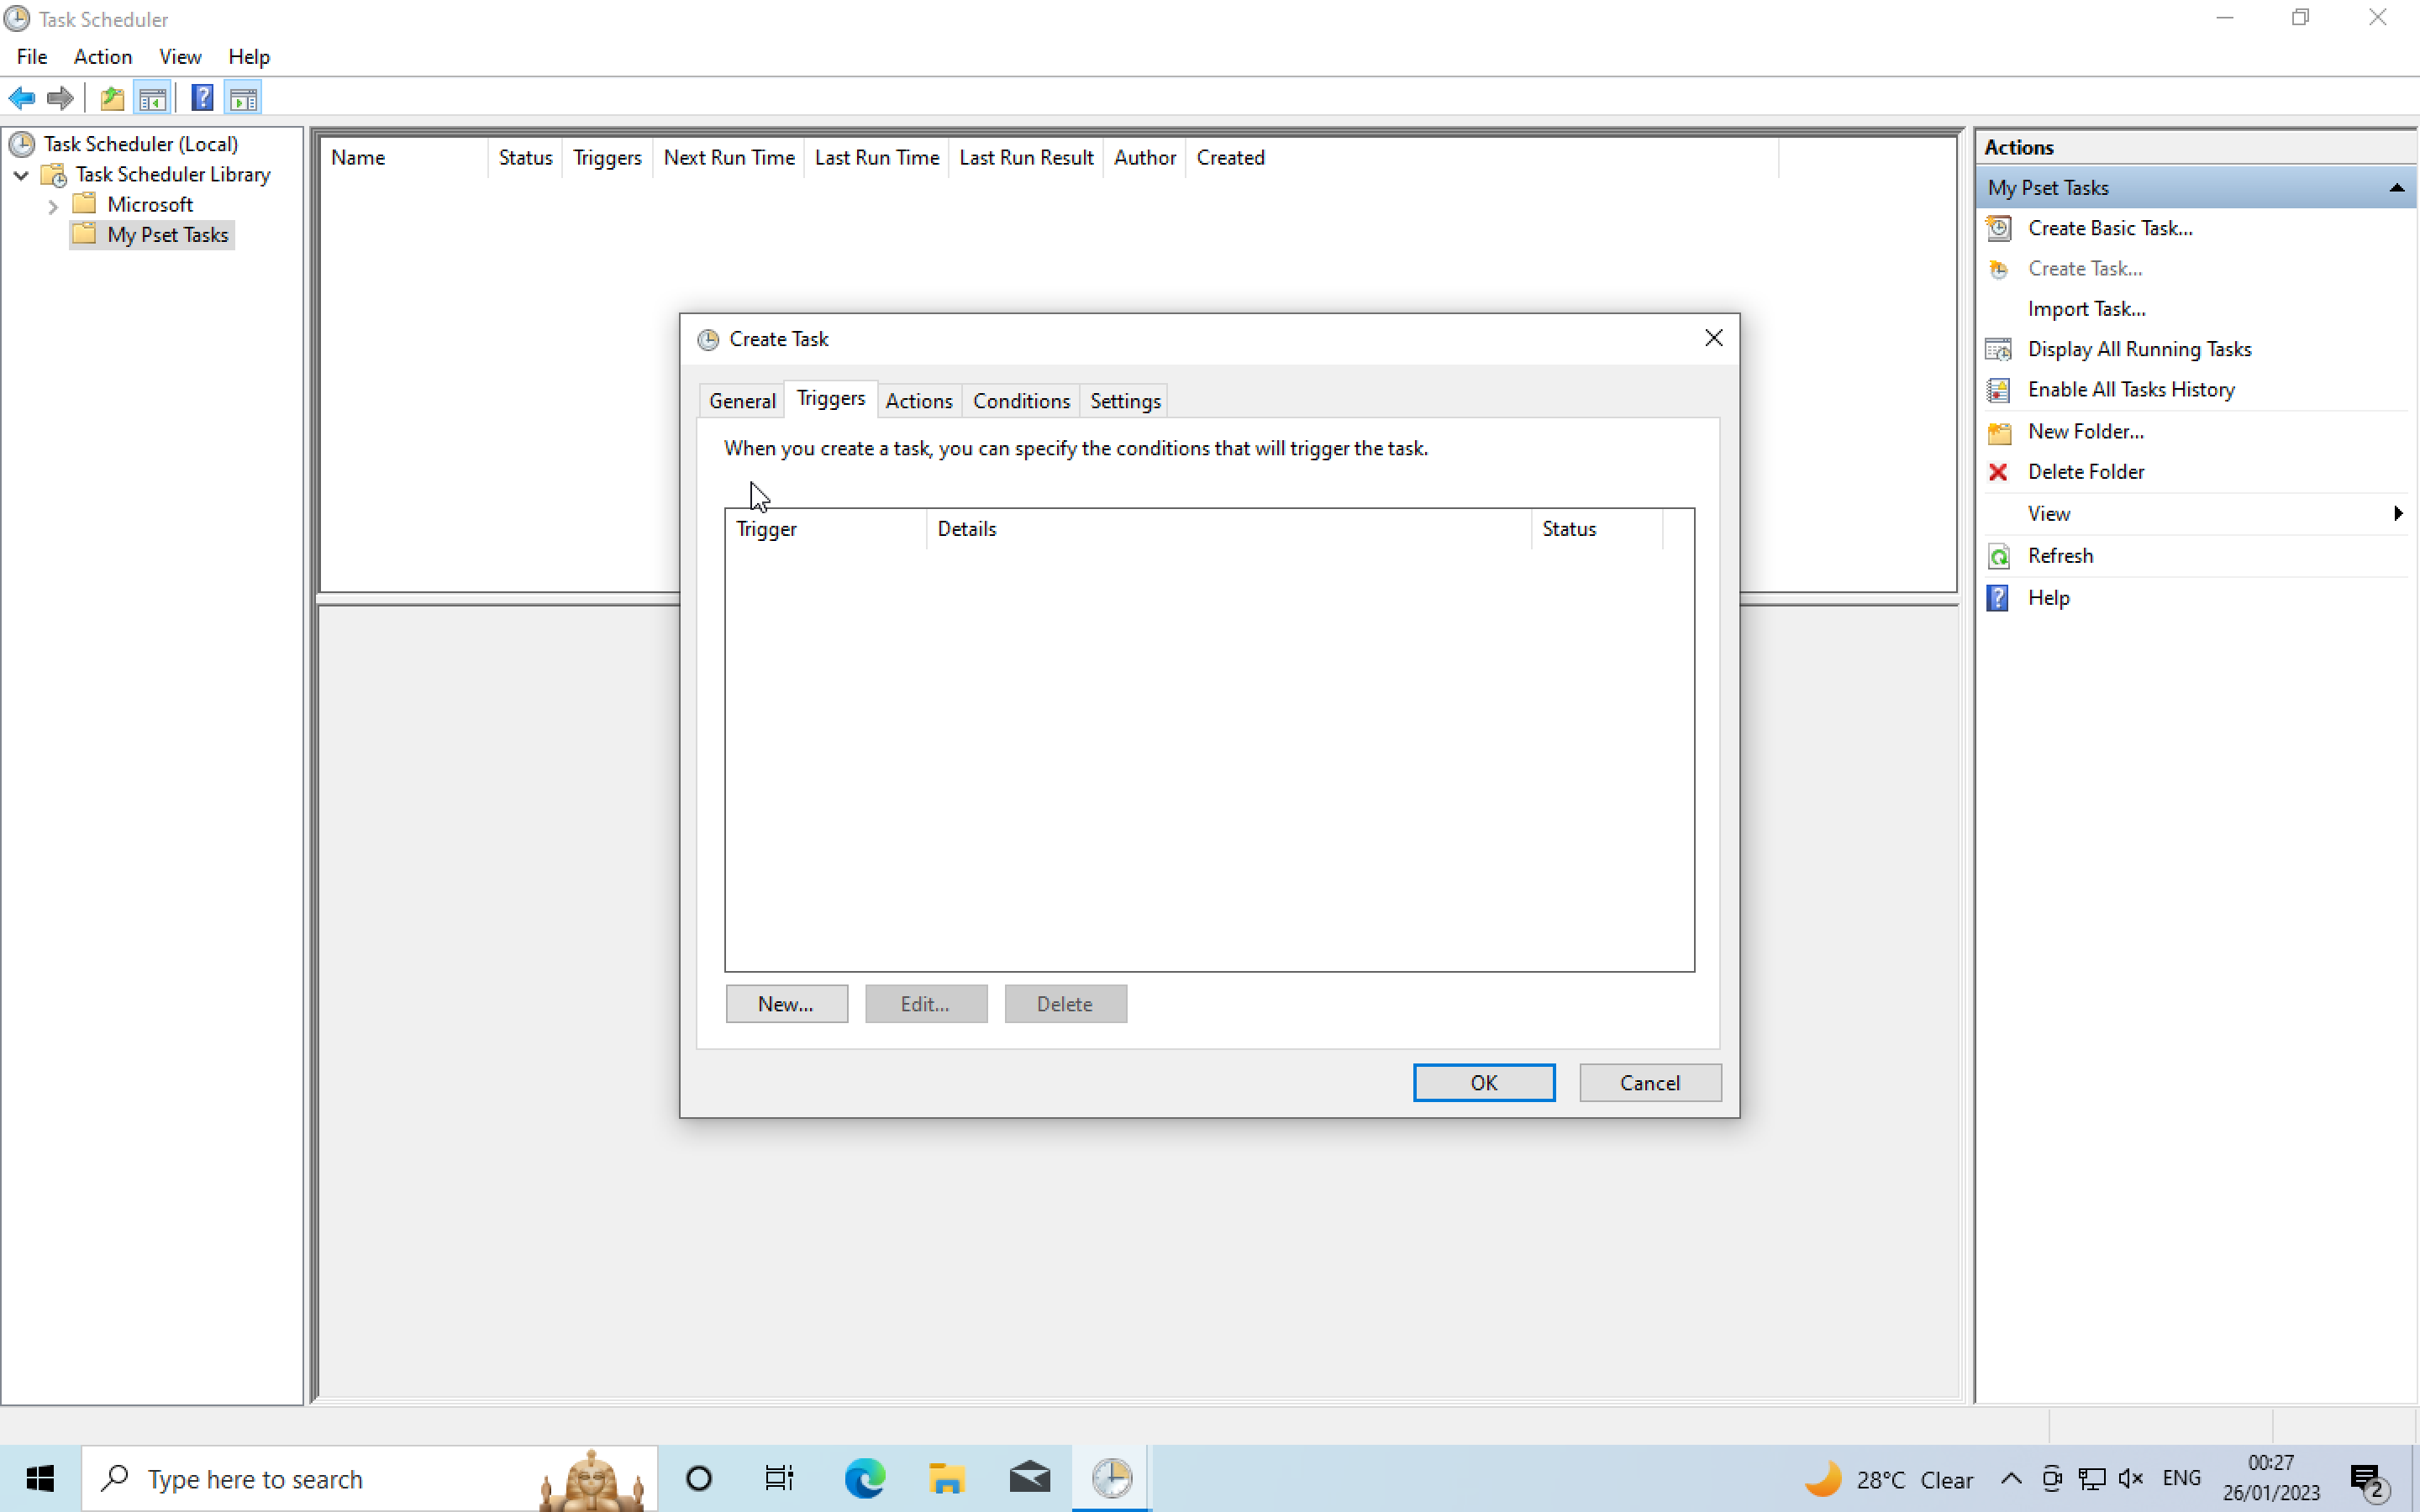 Task Scheduler
File Action View Help
Task Scheduler (Local)
Task Scheduler Library
Microsoft
My Pset Tasks
Name Status Triggers Next Run Time Last Run Time Last Run Result Author Created
Create Task
General Triggers Actions Conditions Settings
When you create a task, you can specify the conditions that will trigger the task.
Trigger Details Status
New... Edit... Delete
OK Cancel
Actions
My Pset Tasks
Create Basic Task...
Create Task...
Import Task...
Display All Running Tasks
Enable All Tasks History
New Folder...
Delete Folder
View
Refresh
Help
Type here to search
28°C Clear
ENG
00:27
26/01/2023
2